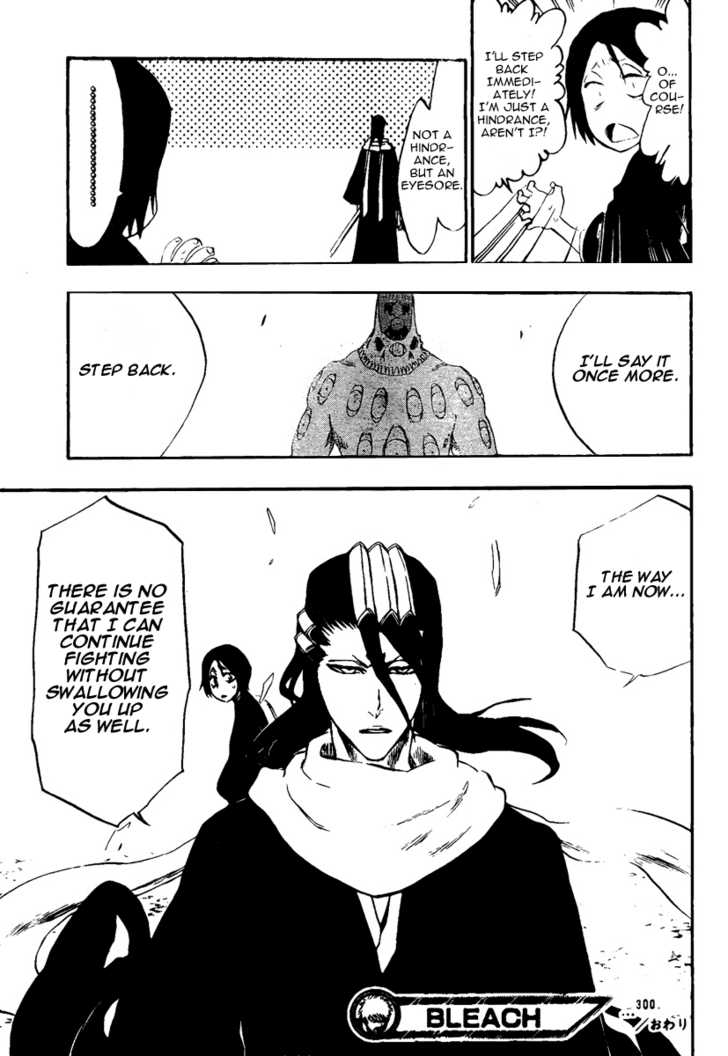 O...
OF
COU-
RSE!
I'LL STEP
BACK
IMMEDI-
ATELY!
I'M JUST A
HINDRANCE,
AREN'T I?!
NOT A
HINDR-
ANCE,
BUT AN
EYESORE.
I'LL SAY IT
ONCE MORE.
STEP BACK.
THE WAY
I AM NOW...
THERE IS NO
GUARANTEE
THAT I CAN
CONTINUE
FIGHTING
WITHOUT
SWALLOWING
YOU UP
AS WELL.
BLEACH
300.
...
おわり